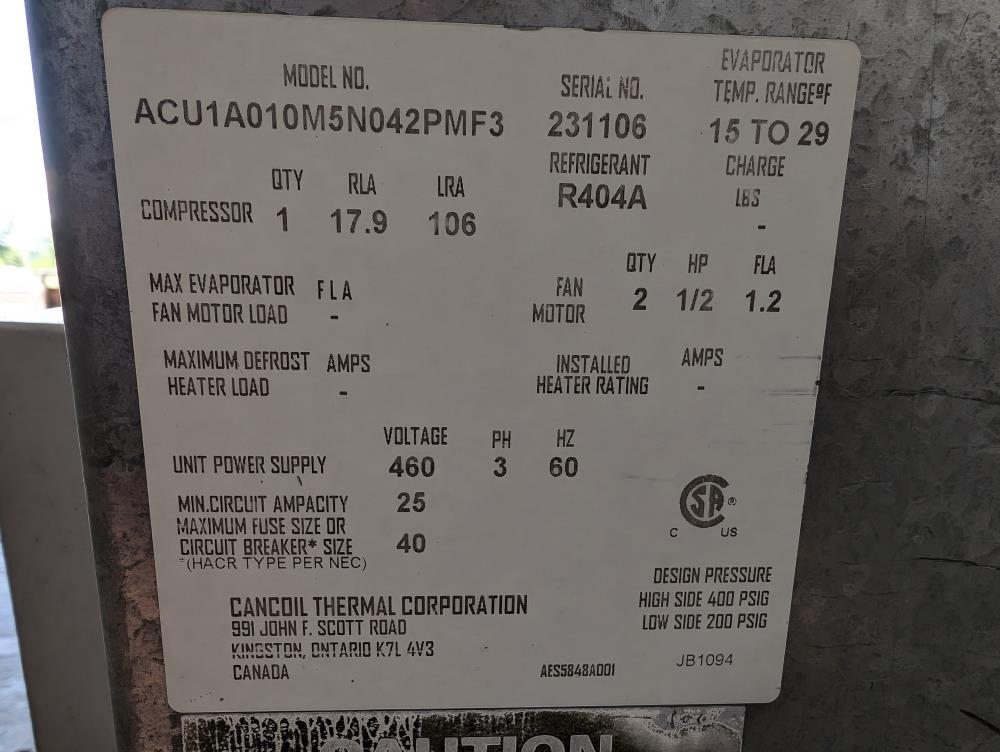 MODEL NO. SERIAL NO. EVAPORATOR TEMP. RANGEºF
ACU1A010M5N042PMF3 231106 15 TO 29
REFRIGERANT CHARGE
QTY RLA LRA R404A LBS
COMPRESSOR 1 17.9 106 -
QTY HP FLA
MAX EVAPORATOR FLA FAN 2 1/2 1.2
FAN MOTOR LOAD - MOTOR
MAXIMUM DEFROST AMPS INSTALLED AMPS
HEATER LOAD - HEATER RATING -
VOLTAGE PH HZ
UNIT POWER SUPPLY 460 3 60
MIN.CIRCUIT AMPACITY 25
MAXIMUM FUSE SIZE OR
CIRCUIT BREAKER* SIZE 40
*(HACR TYPE PER NEC)
SA ®
C US
DESIGN PRESSURE
HIGH SIDE 400 PSIG
LOW SIDE 200 PSIG
CANCOIL THERMAL CORPORATION
991 JOHN F. SCOTT ROAD
KINGSTON, ONTARIO K7L 4V3
CANADA
AES5848A001
JB1094
CAUTION